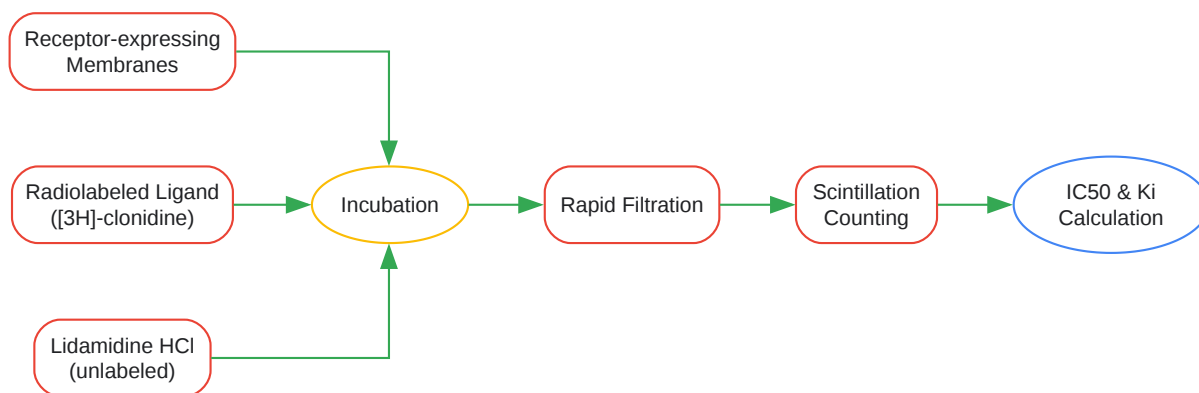 Receptor-expressing
Membranes
Radiolabeled Ligand
([3H]-clonidine)
Lidamidine HCl
(unlabeled)
Incubation
Rapid Filtration
Scintillation
Counting
IC50 & Ki
Calculation